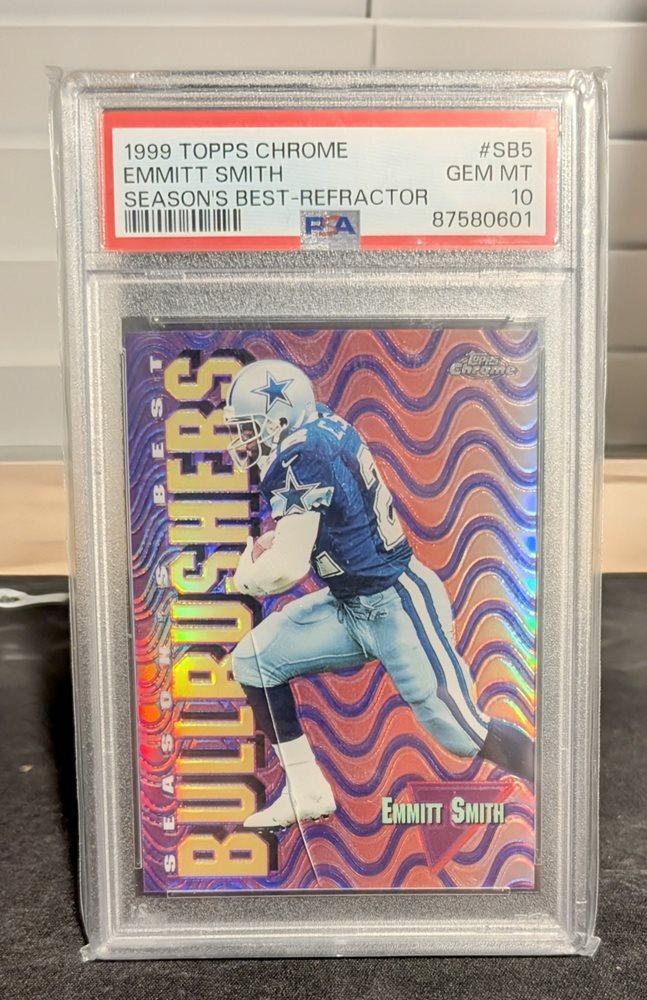 1999 TOPPS CHROME #SB5
EMMITT SMITH GEM MT
SEASON'S BEST-REFRACTOR 10
PSA 87580601
Topps
Chrome
SEASON'S BEST
BULLRUSHERS
EMMITT SMITH